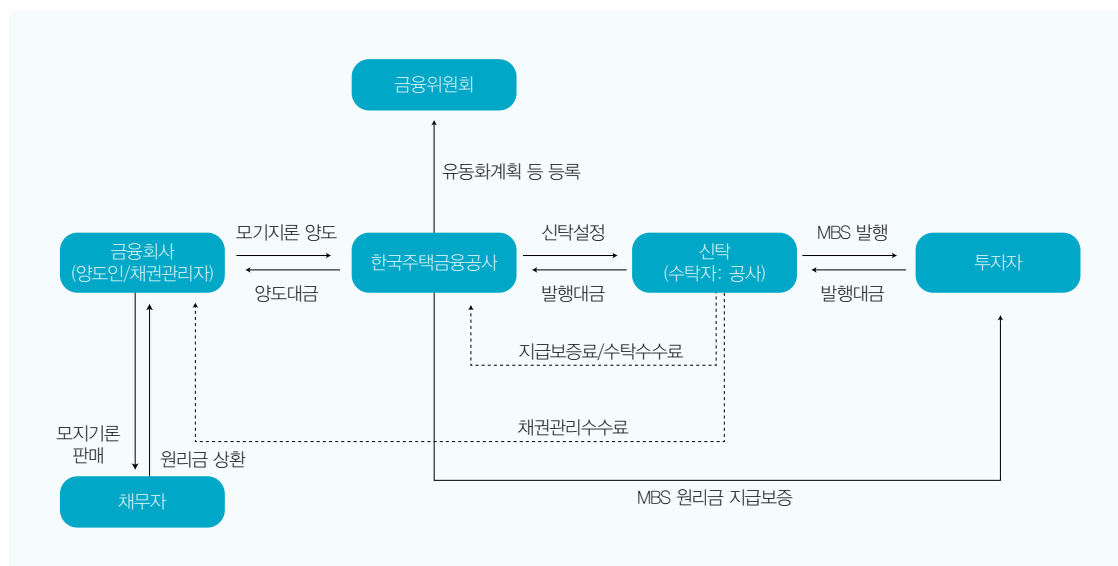 금융위원회
유동화계획 등 등록
금융회사
(양도인/채권관리자)
모기지론 양도
양도대금
한국주택금융공사
신탁설정
발행대금
신탁
(수탁자: 공사)
MBS 발행
발행대금
투자자
지급보증료/수탁수수료
채권관리수수료
모지기론
판매
원리금 상환
채무자
MBS 원리금 지급보증